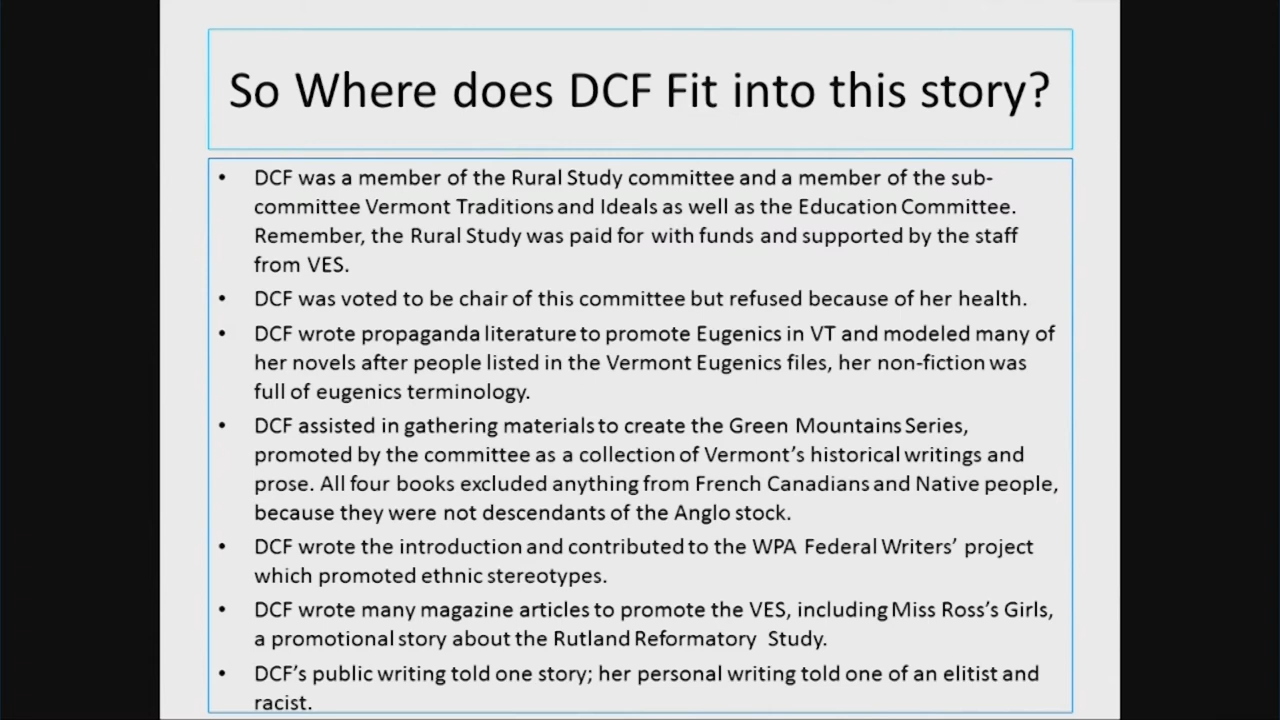 So Where does DCF Fit into this story?
• DCF was a member of the Rural Study committee and a member of the sub-
committee Vermont Traditions and Ideals as well as the Education Committee.
Remember, the Rural Study was paid for with funds and supported by the staff
from VES.
• DCF was voted to be chair of this committee but refused because of her health.
• DCF wrote propaganda literature to promote Eugenics in VT and modeled many of
her novels after people listed in the Vermont Eugenics files, her non-fiction was
full of eugenics terminology.
• DCF assisted in gathering materials to create the Green Mountains Series,
promoted by the committee as a collection of Vermont’s historical writings and
prose. All four books excluded anything from French Canadians and Native people,
because they were not descendants of the Anglo stock.
• DCF wrote the introduction and contributed to the WPA Federal Writers’ project
which promoted ethnic stereotypes.
• DCF wrote many magazine articles to promote the VES, including Miss Ross’s Girls,
a promotional story about the Rutland Reformatory Study.
• DCF’s public writing told one story; her personal writing told one of an elitist and
racist.